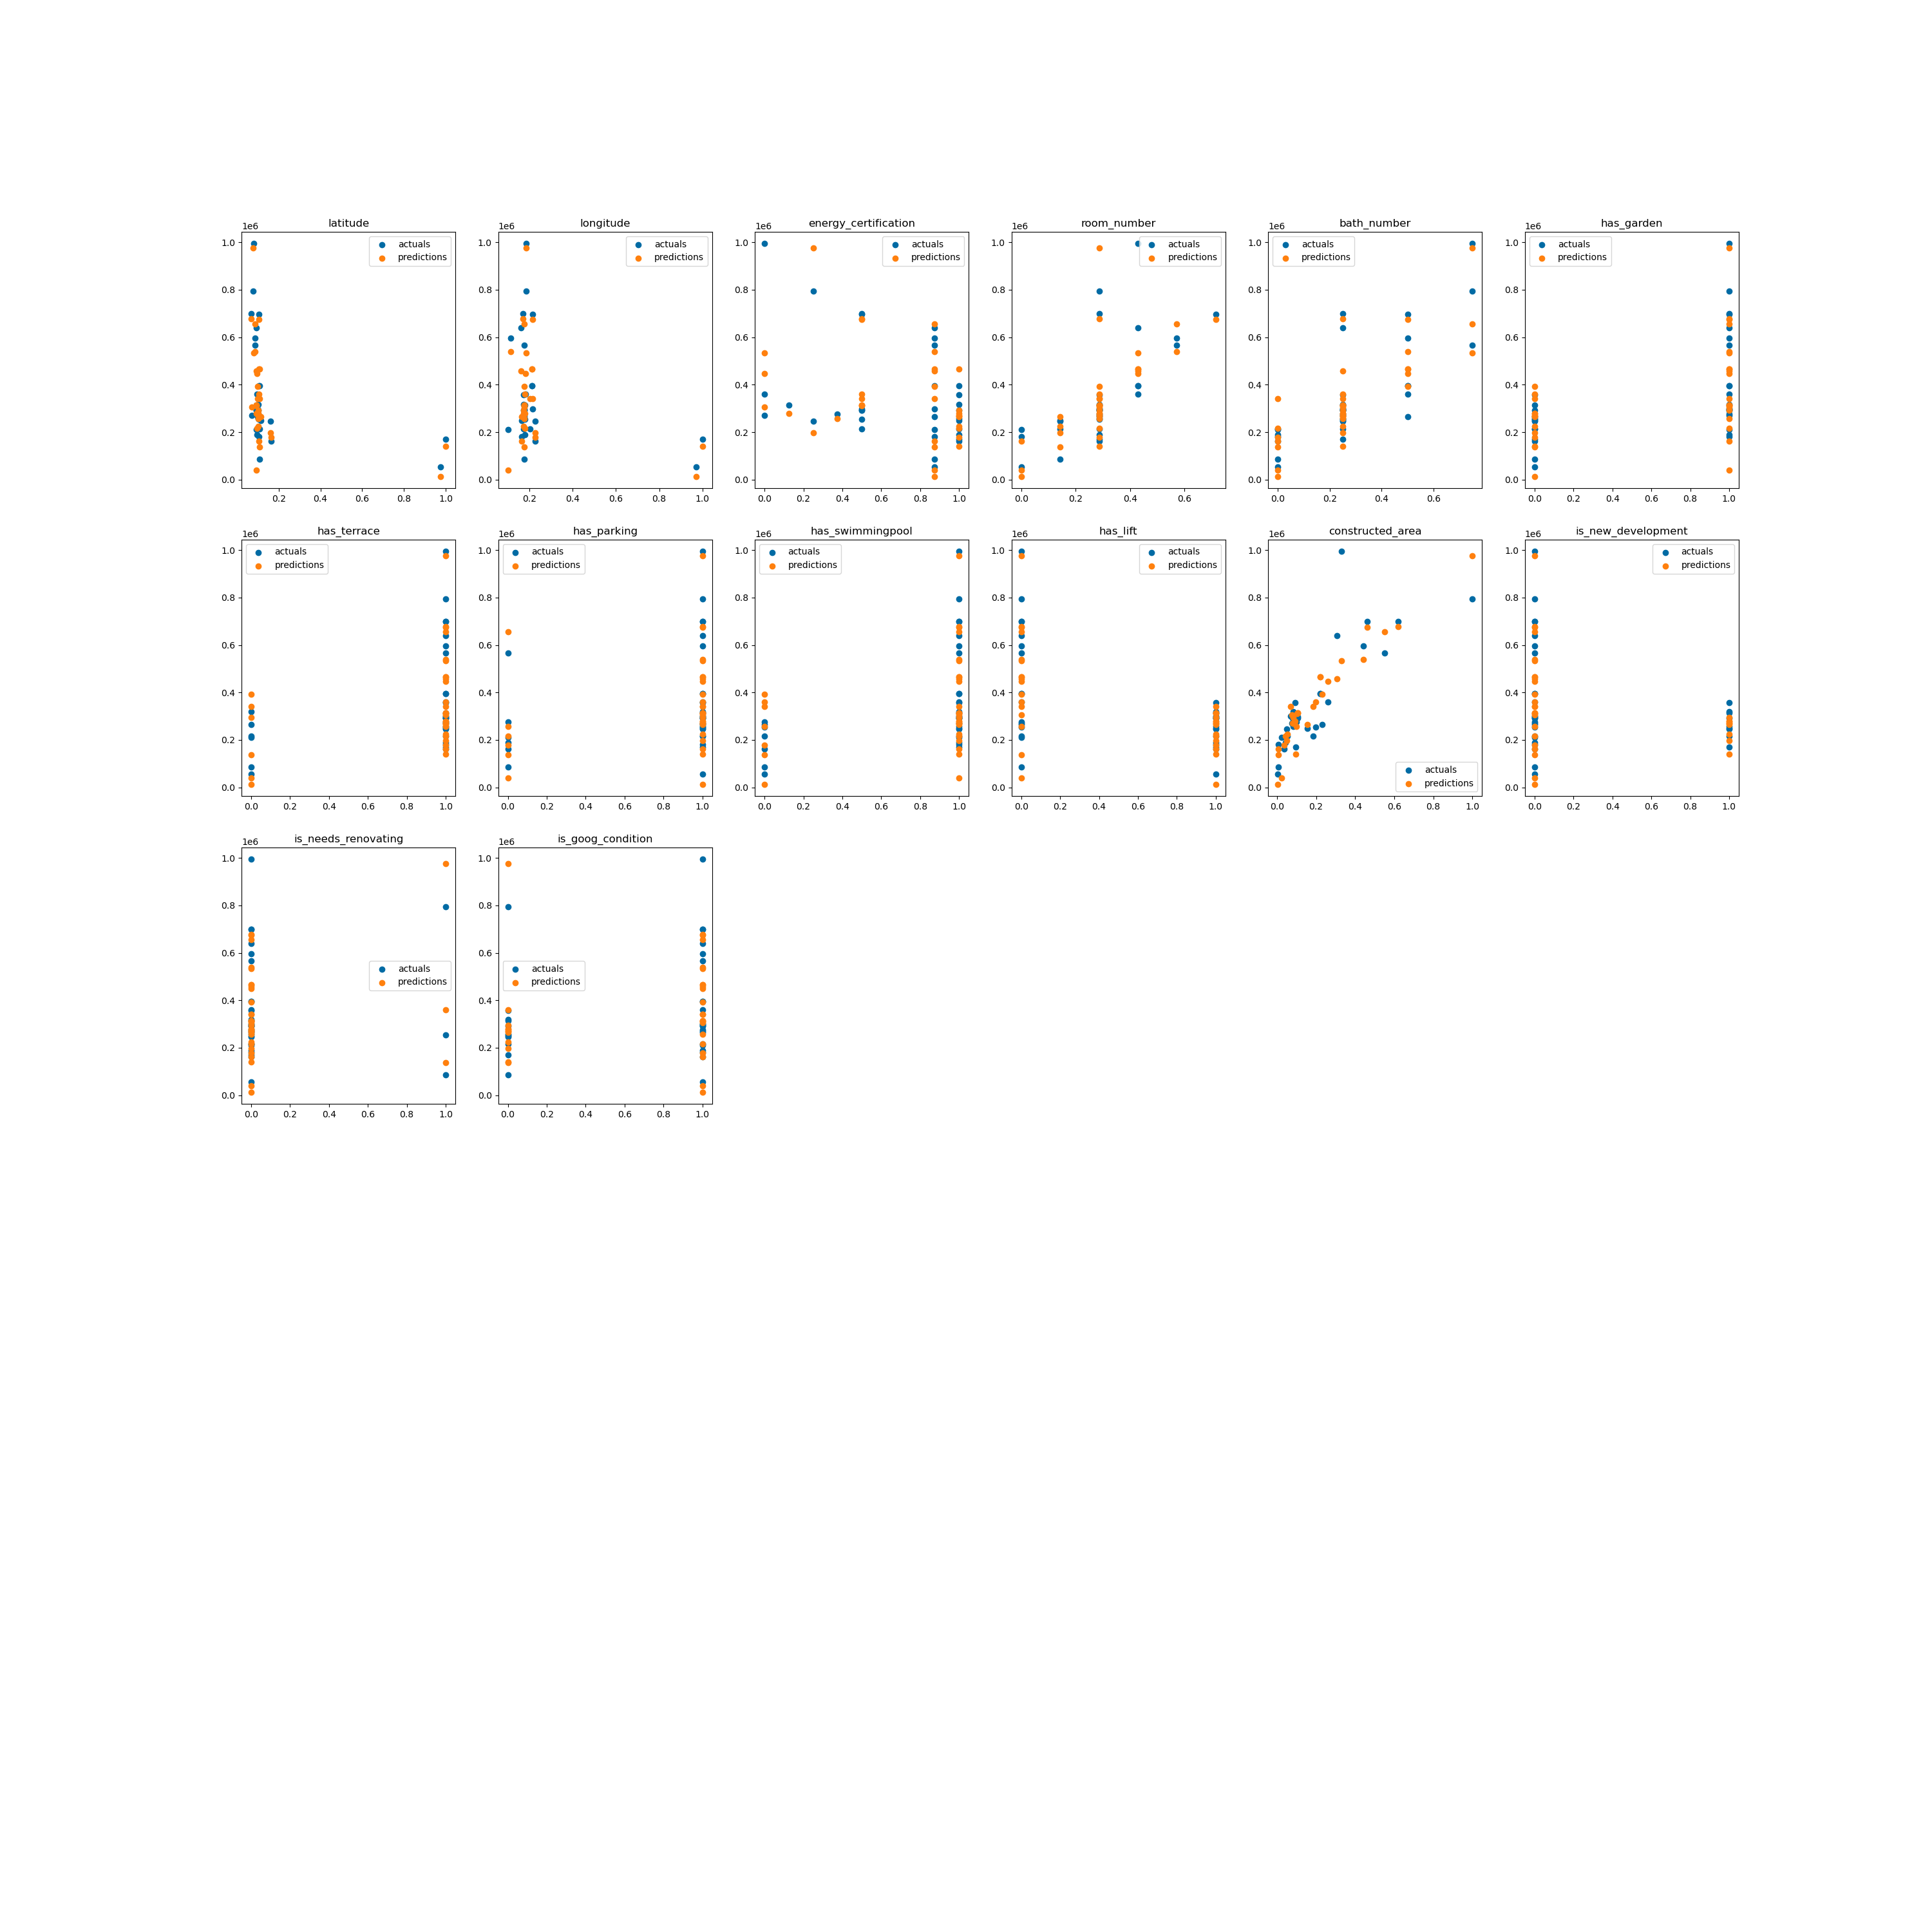 latitude
1e6
actuals
predictions
1.0
0.8
0.6
0.4
0.2
0.0
0.2 0.4 0.6 0.8 1.0
longitude
1e6
actuals
predictions
1.0
0.8
0.6
0.4
0.2
0.0
0.2 0.4 0.6 0.8 1.0
energy_certification
1e6
actuals
predictions
1.0
0.8
0.6
0.4
0.2
0.0
0.0 0.2 0.4 0.6 0.8 1.0
room_number
1e6
actuals
predictions
1.0
0.8
0.6
0.4
0.2
0.0
0.0 0.2 0.4 0.6
bath_number
1e6
actuals
predictions
1.0
0.8
0.6
0.4
0.2
0.0
0.0 0.2 0.4 0.6
has_garden
1e6
actuals
predictions
1.0
0.8
0.6
0.4
0.2
0.0
0.0 0.2 0.4 0.6 0.8 1.0
has_terrace
1e6
actuals
predictions
1.0
0.8
0.6
0.4
0.2
0.0
0.0 0.2 0.4 0.6 0.8 1.0
has_parking
1e6
actuals
predictions
1.0
0.8
0.6
0.4
0.2
0.0
0.0 0.2 0.4 0.6 0.8 1.0
has_swimmingpool
1e6
actuals
predictions
1.0
0.8
0.6
0.4
0.2
0.0
0.0 0.2 0.4 0.6 0.8 1.0
has_lift
1e6
actuals
predictions
1.0
0.8
0.6
0.4
0.2
0.0
0.0 0.2 0.4 0.6 0.8 1.0
constructed_area
1e6
1.0
0.8
0.6
0.4
0.2
0.0
actuals
predictions
0.0 0.2 0.4 0.6 0.8 1.0
is_new_development
1e6
actuals
predictions
1.0
0.8
0.6
0.4
0.2
0.0
0.0 0.2 0.4 0.6 0.8 1.0
is_needs_renovating
1e6
1.0
0.8
0.6
actuals
predictions
0.4
0.2
0.0
0.0 0.2 0.4 0.6 0.8 1.0
is_goog_condition
1e6
1.0
0.8
0.6
actuals
predictions
0.4
0.2
0.0
0.0 0.2 0.4 0.6 0.8 1.0